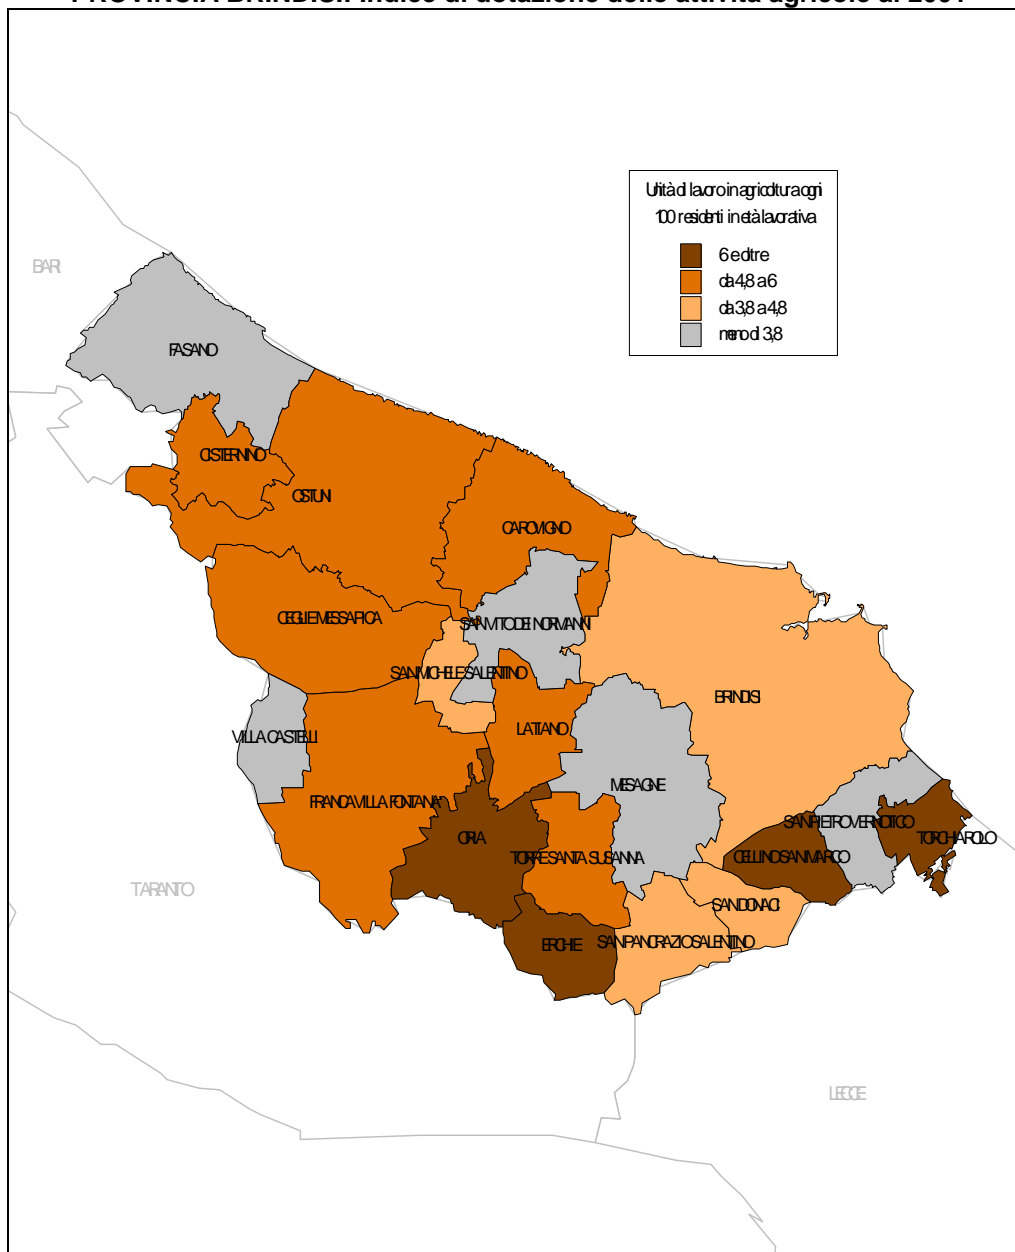 PROVINCIA BRINDISI: Indice di dotazione delle attività agricole al 2001
Unità di lavoro in agricoltura ogni
100 residenti in età lavorativa
6 ed oltre
da 4,8 a 6
da 3,8 a 4,8
meno di 3,8
BARI
FASANO
CISTERNINO
OSTUNI
CAROVIGNO
CEGLIE MESSAPICA
SAN VITO DEI NORMANNI
SAN MICHELE SALENTINO
BRINDISI
VILLA CASTELLI
LATIANO
MESAGNE
FRANCAVILLA FONTANA
SAN PIETRO VERNOTICO
ORIA
TORCHIAROLO
TORRE SANTA SUSANNA
CELLINO SAN MARCO
TARANTO
SAN DONACI
ERCHIE
SAN PANCRAZIO SALENTINO
LECCE